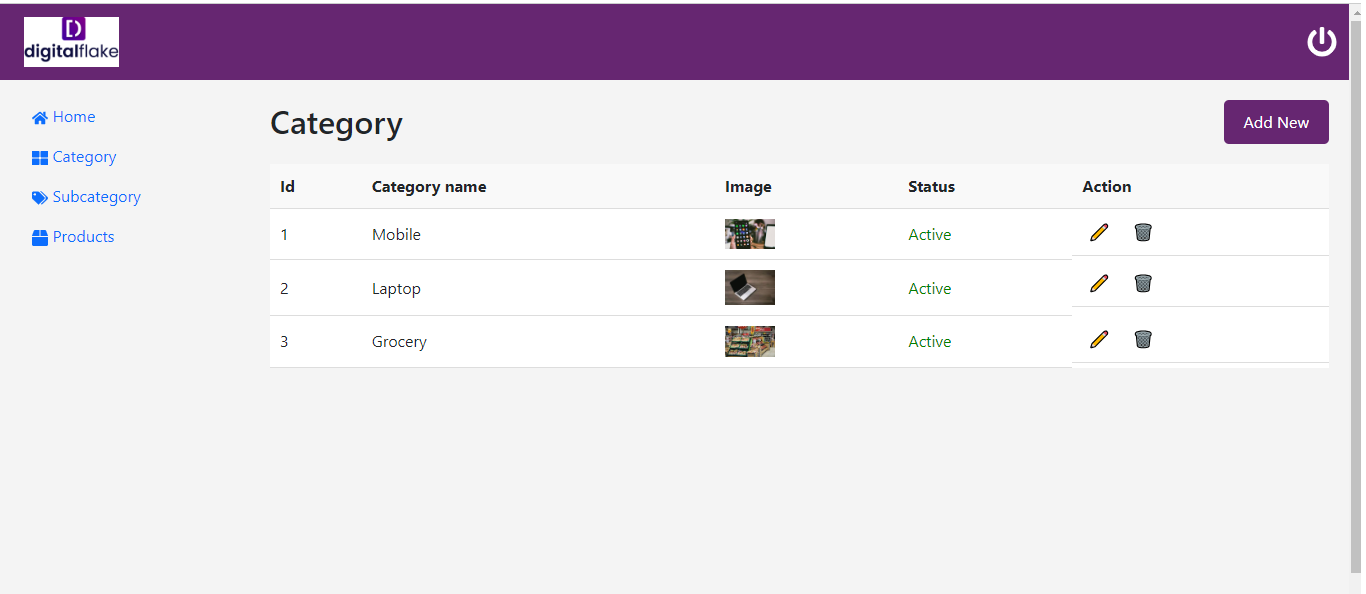 digitalflake
Home
Category
Subcategory
Products
Category
Add New
Id Category name Image Status Action
1 Mobile Active
2 Laptop Active
3 Grocery Active